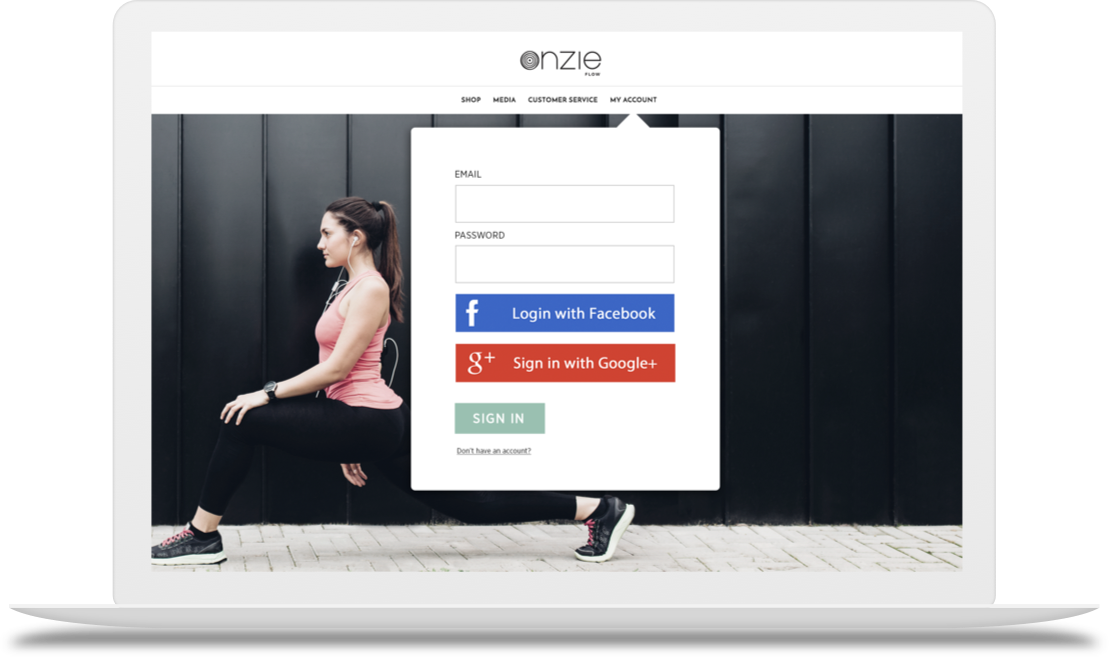 onzie
FLOW
SHOP MEDIA CUSTOMER SERVICE MY ACCOUNT
EMAIL
PASSWORD
f Login with Facebook
g+ Sign in with Google+
SIGN IN
Don't have an account?